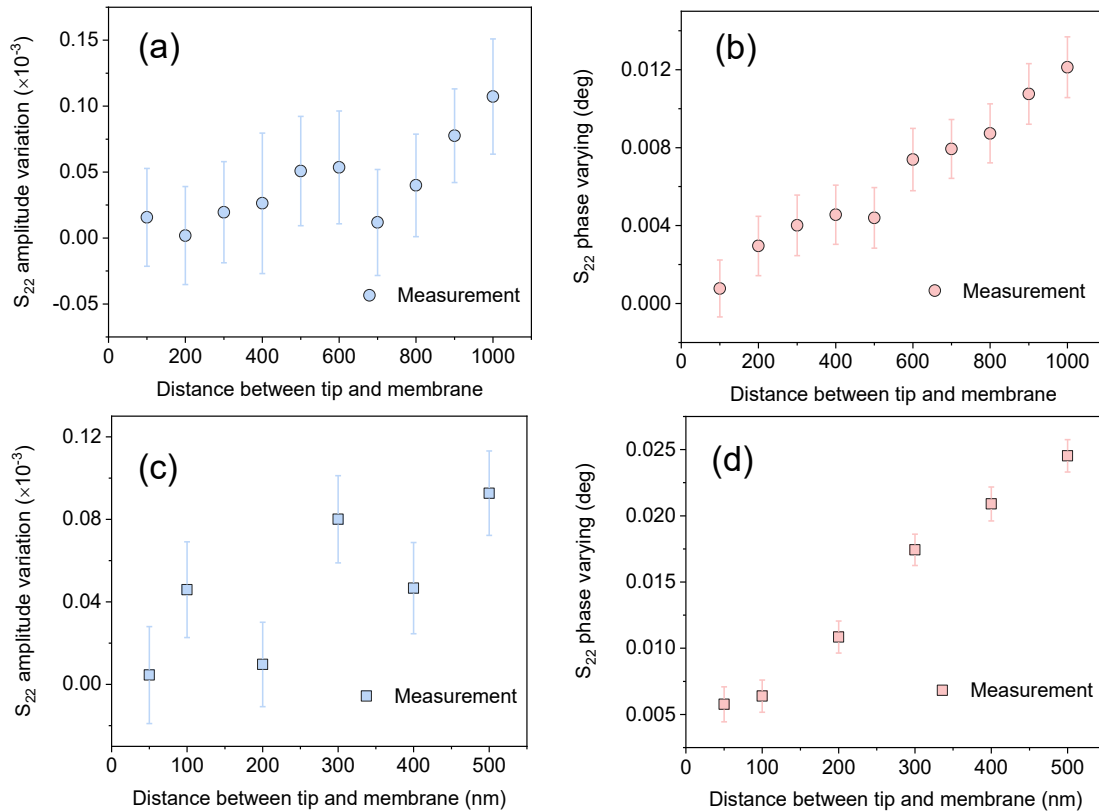 (a)
S₂₂ amplitude variation (×10⁻³)
0.15
0.10
0.05
0.00
-0.05
Measurement
0 200 400 600 800 1000
Distance between tip and membrane
(b)
S₂₂ phase varying (deg)
0.012
0.008
0.004
0.000
Measurement
0 200 400 600 800 1000
Distance between tip and membrane
(c)
S₂₂ amplitude variation (×10⁻³)
0.12
0.08
0.04
0.00
Measurement
0 100 200 300 400 500
Distance between tip and membrane (nm)
(d)
S₂₂ phase varying (deg)
0.025
0.020
0.015
0.010
0.005
Measurement
0 100 200 300 400 500
Distance between tip and membrane (nm)